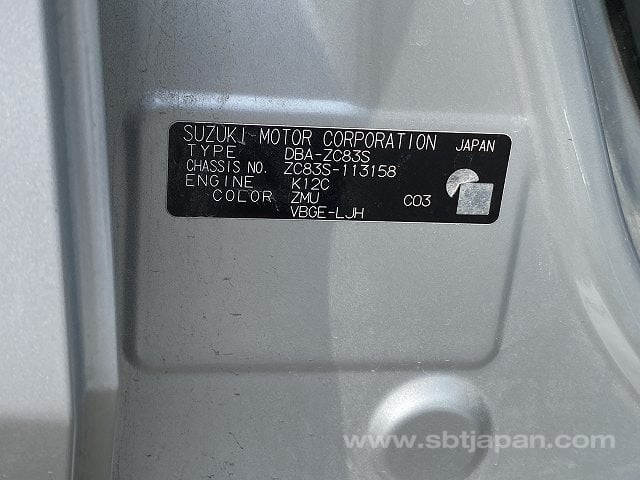 SUZUKI MOTOR CORPORATION JAPAN
TYPE DBA-ZC83S
CHASSIS NO. ZC83S-113158
ENGINE K12C
COLOR ZMU C03
VBGE-LJH
www.sbtjapan.com